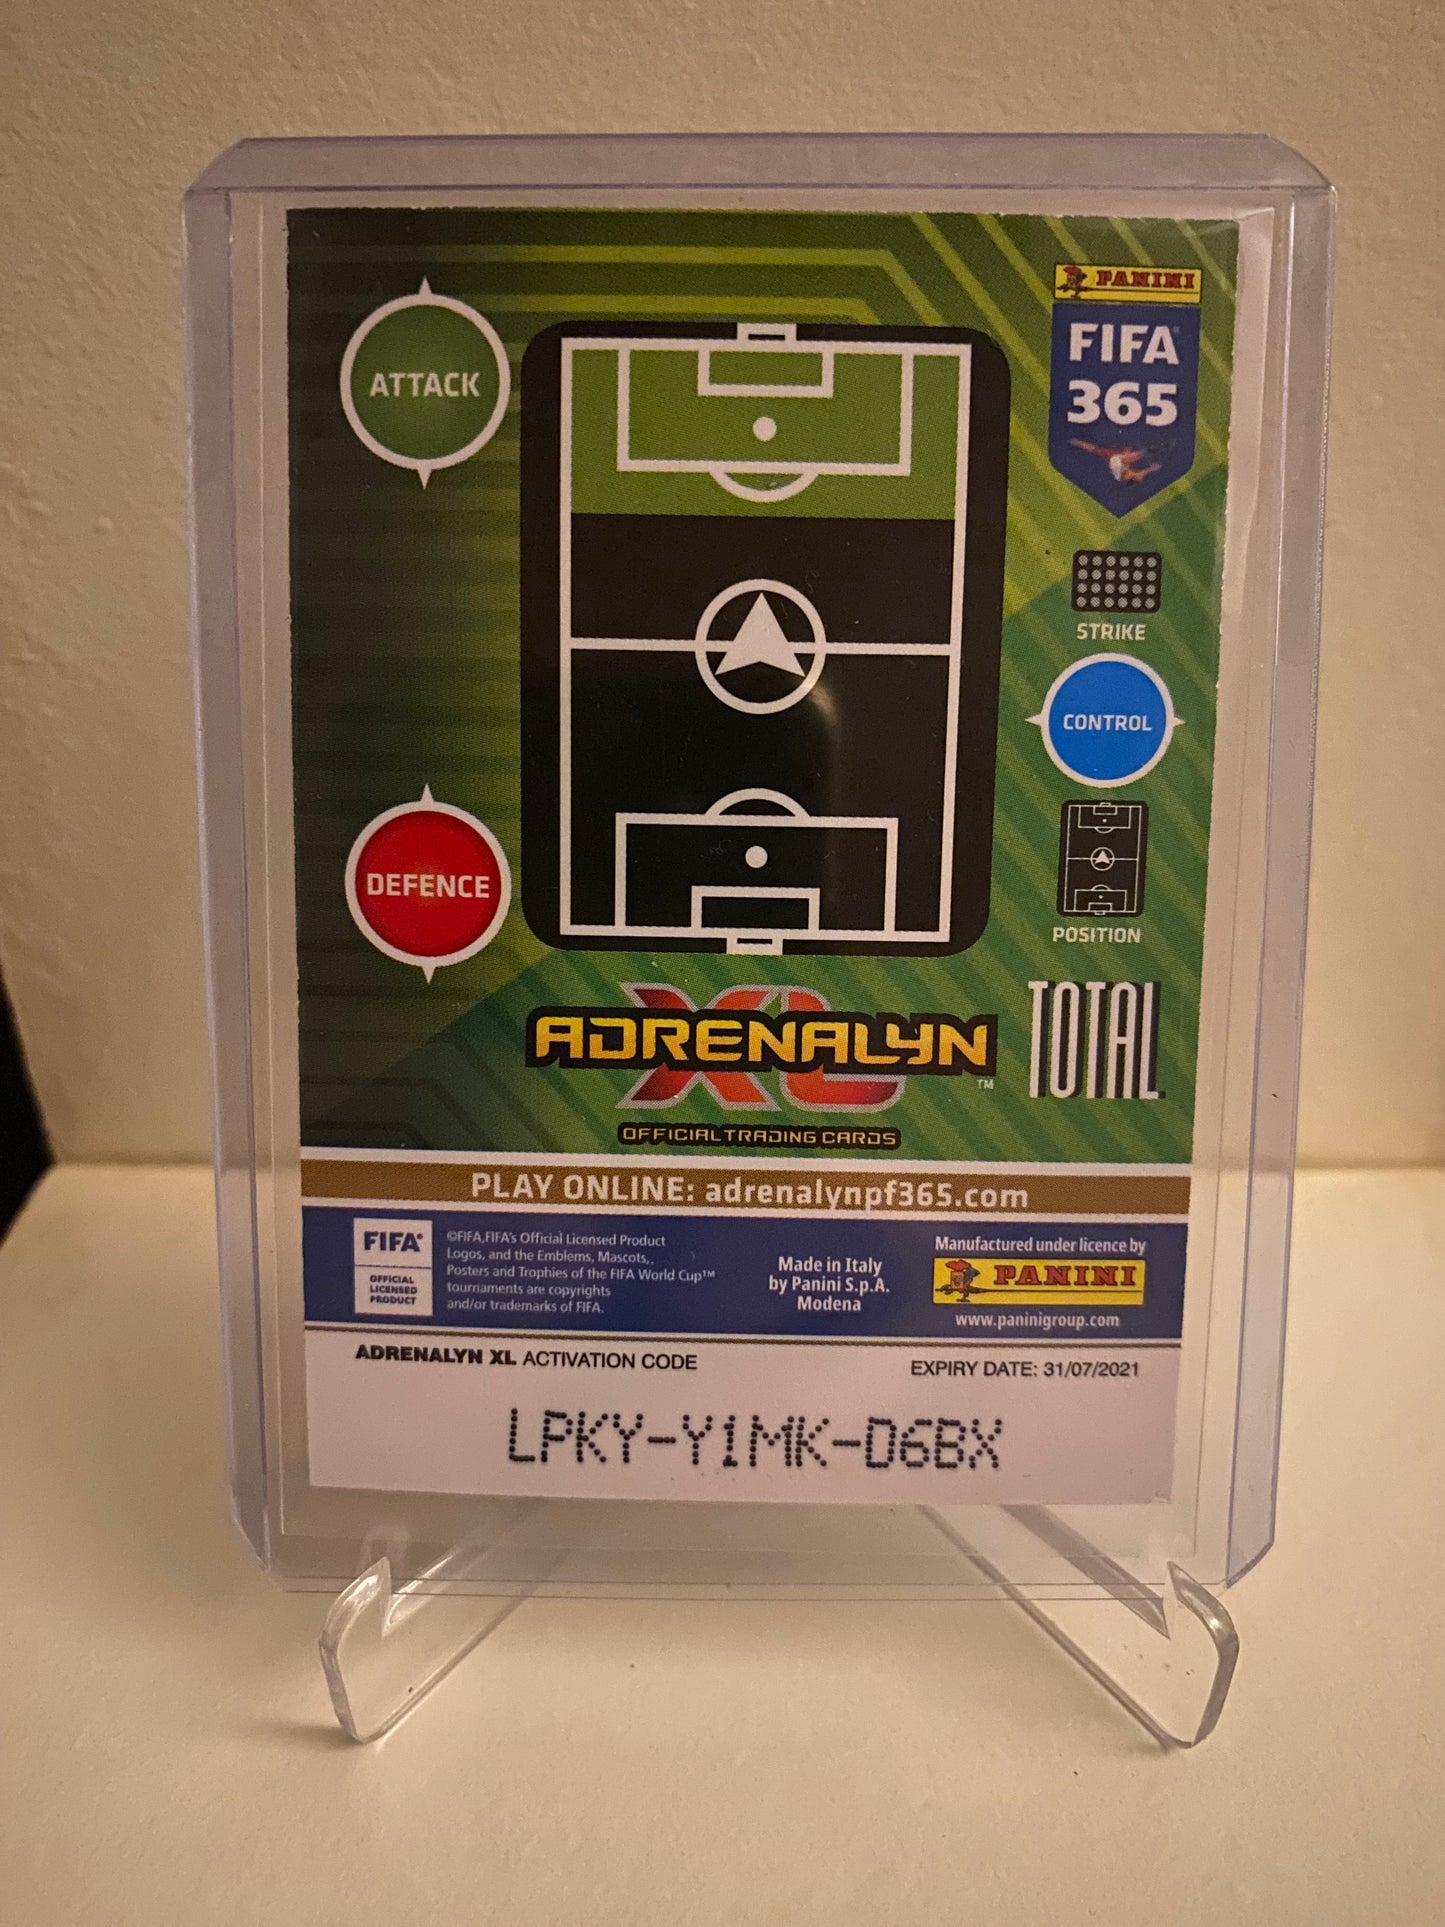 PANINI
FIFA
365
ATTACK
STRIKE
CONTROL
DEFENCE
POSITION
XL
ADRENALYN
TM
OFFICIAL TRADING CARDS
TOTAL
PLAY ONLINE: adrenalynpf365.com
FIFA®
OFFICIAL
LICENSED
PRODUCT
©FIFA,FIFA's Official Licensed Product
Logos, and the Emblems, Mascots,.
Posters and Trophies of the FIFA World Cup™
tournaments are copyrights
and/or trademarks of FIFA.
Made in Italy
by Panini S.p.A.
Modena
Manufactured under licence by
PANINI
www.paninigroup.com
ADRENALYN XL ACTIVATION CODE
EXPIRY DATE: 31/07/2021
LPKY-Y1MK-D6BX